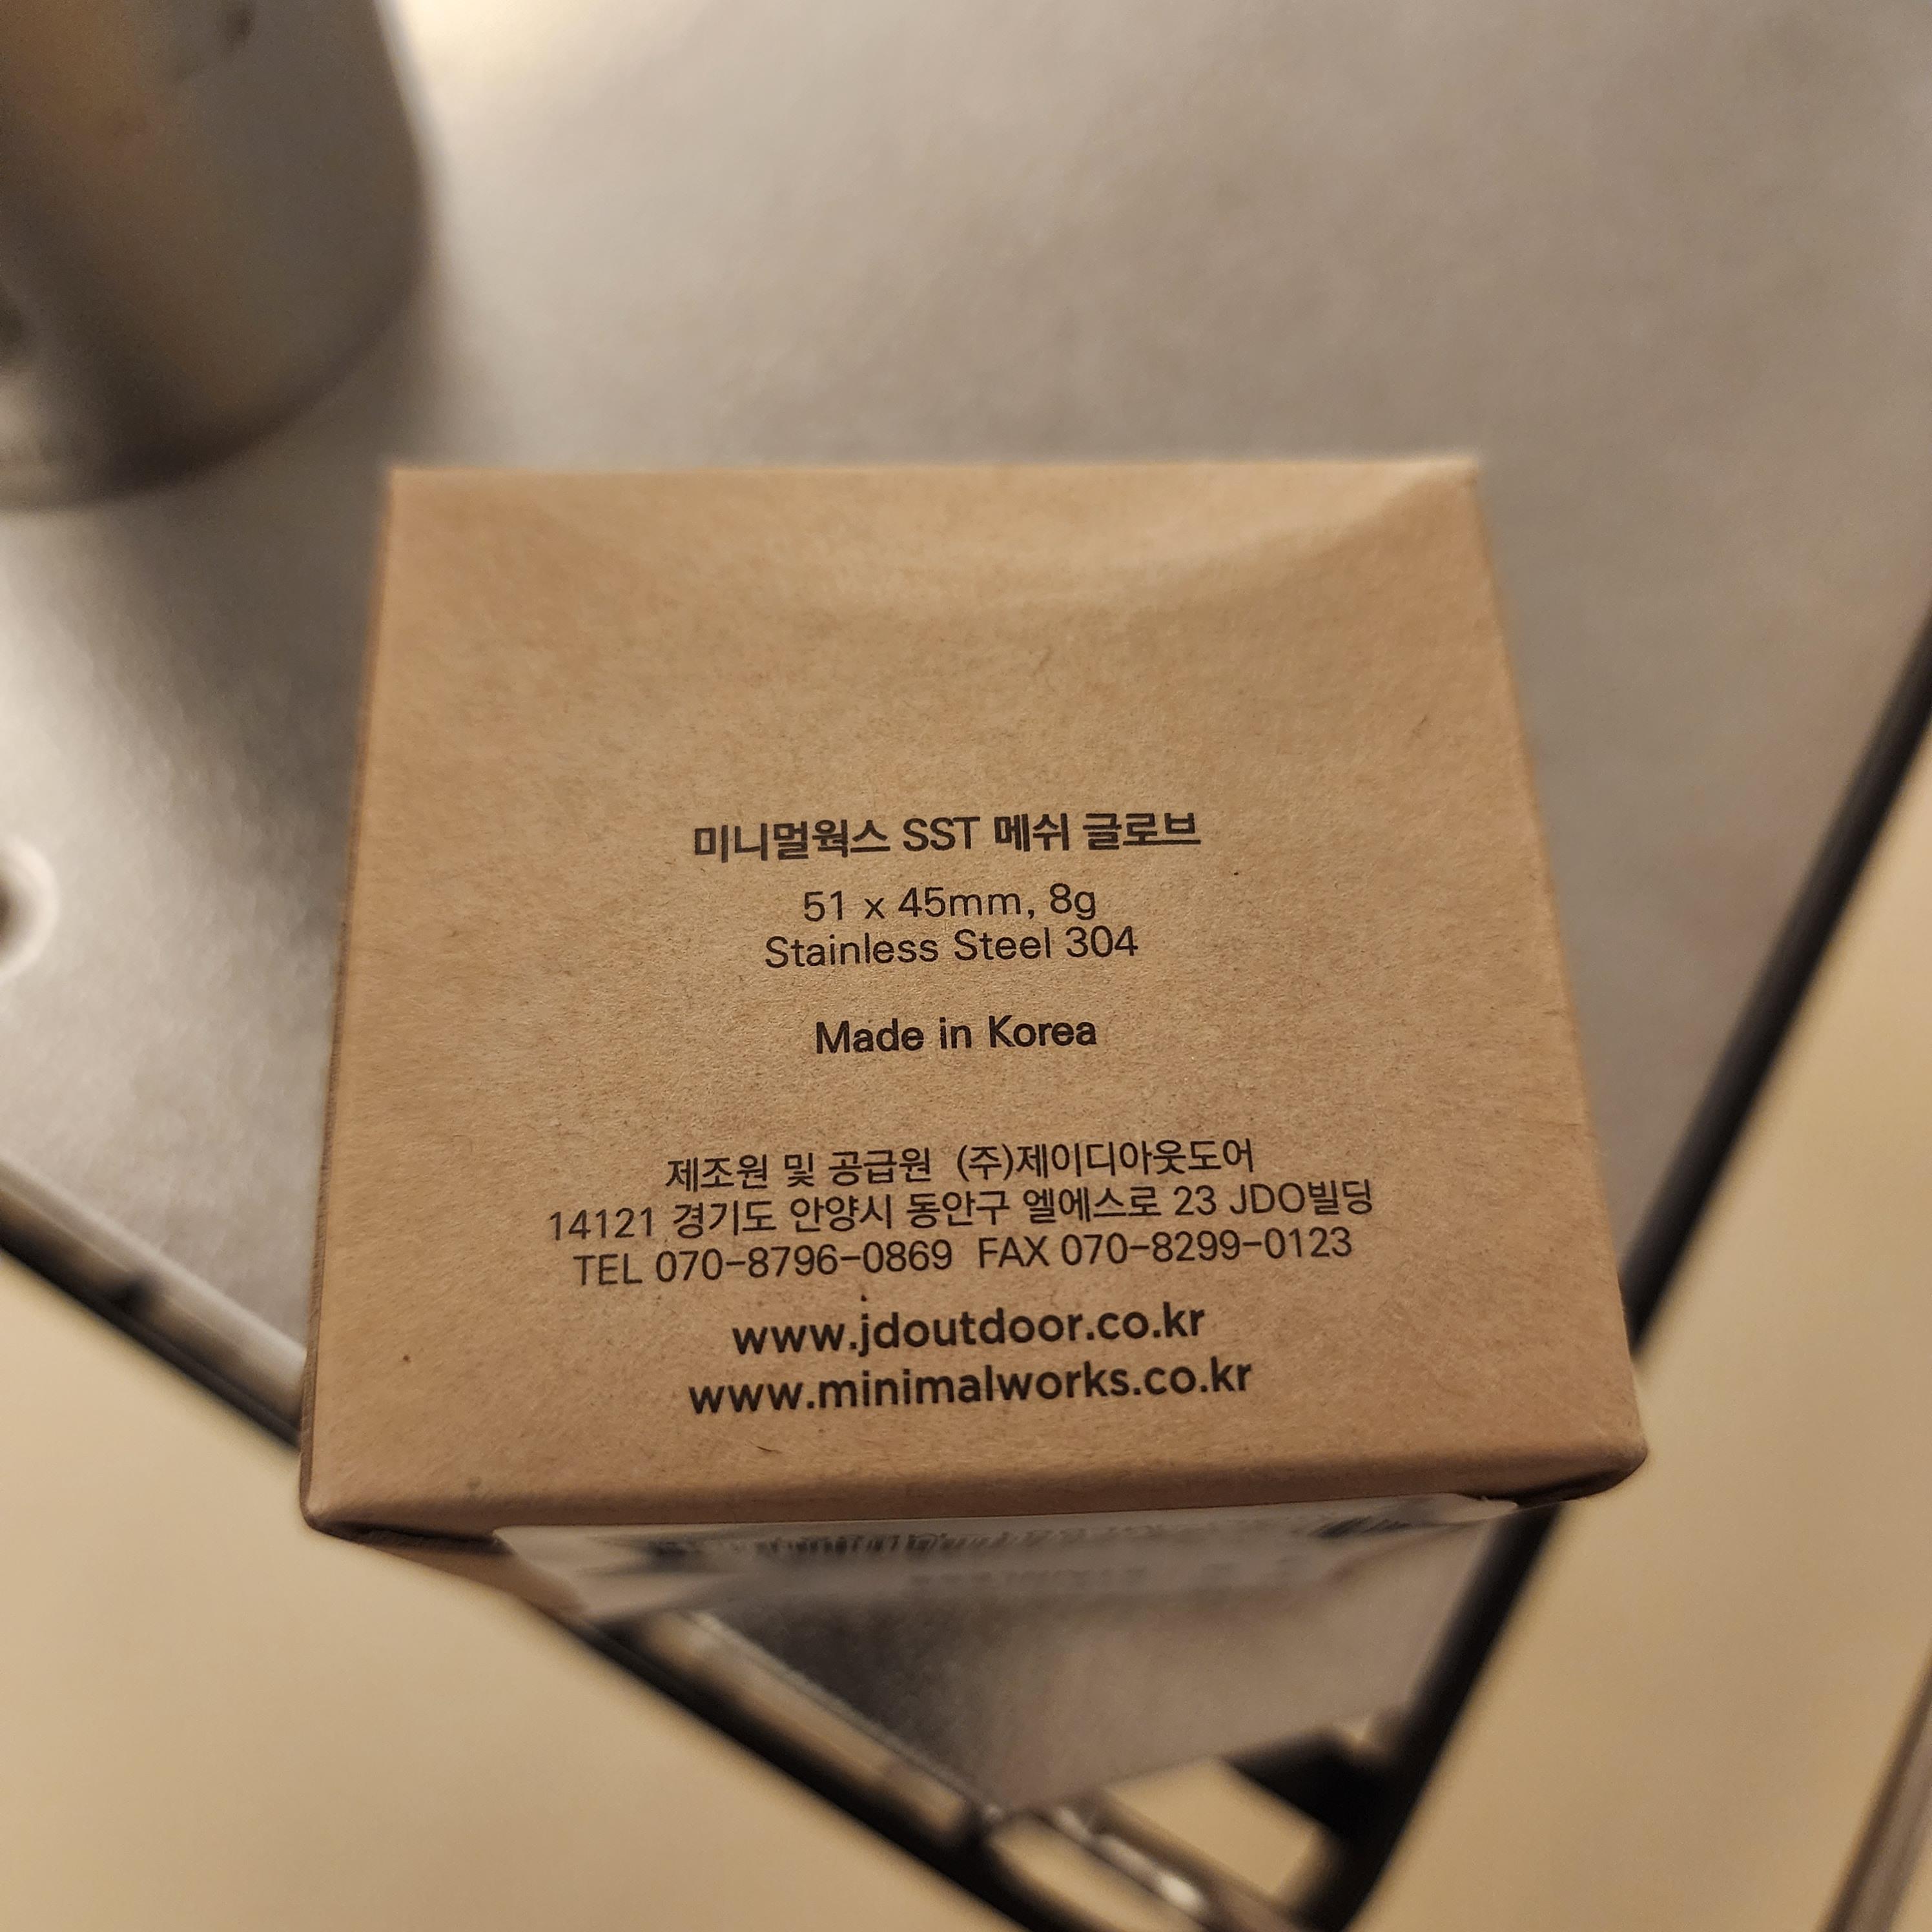 미니멀웍스 SST 메쉬 글로브
51 x 45mm, 8g
Stainless Steel 304
Made in Korea
제조원 및 공급원 (주)제이디아웃도어
14121 경기도 안양시 동안구 엘에스로 23 JDO빌딩
TEL 070-8796-0869 FAX 070-8299-0123
www.jdoutdoor.co.kr
www.minimalworks.co.kr